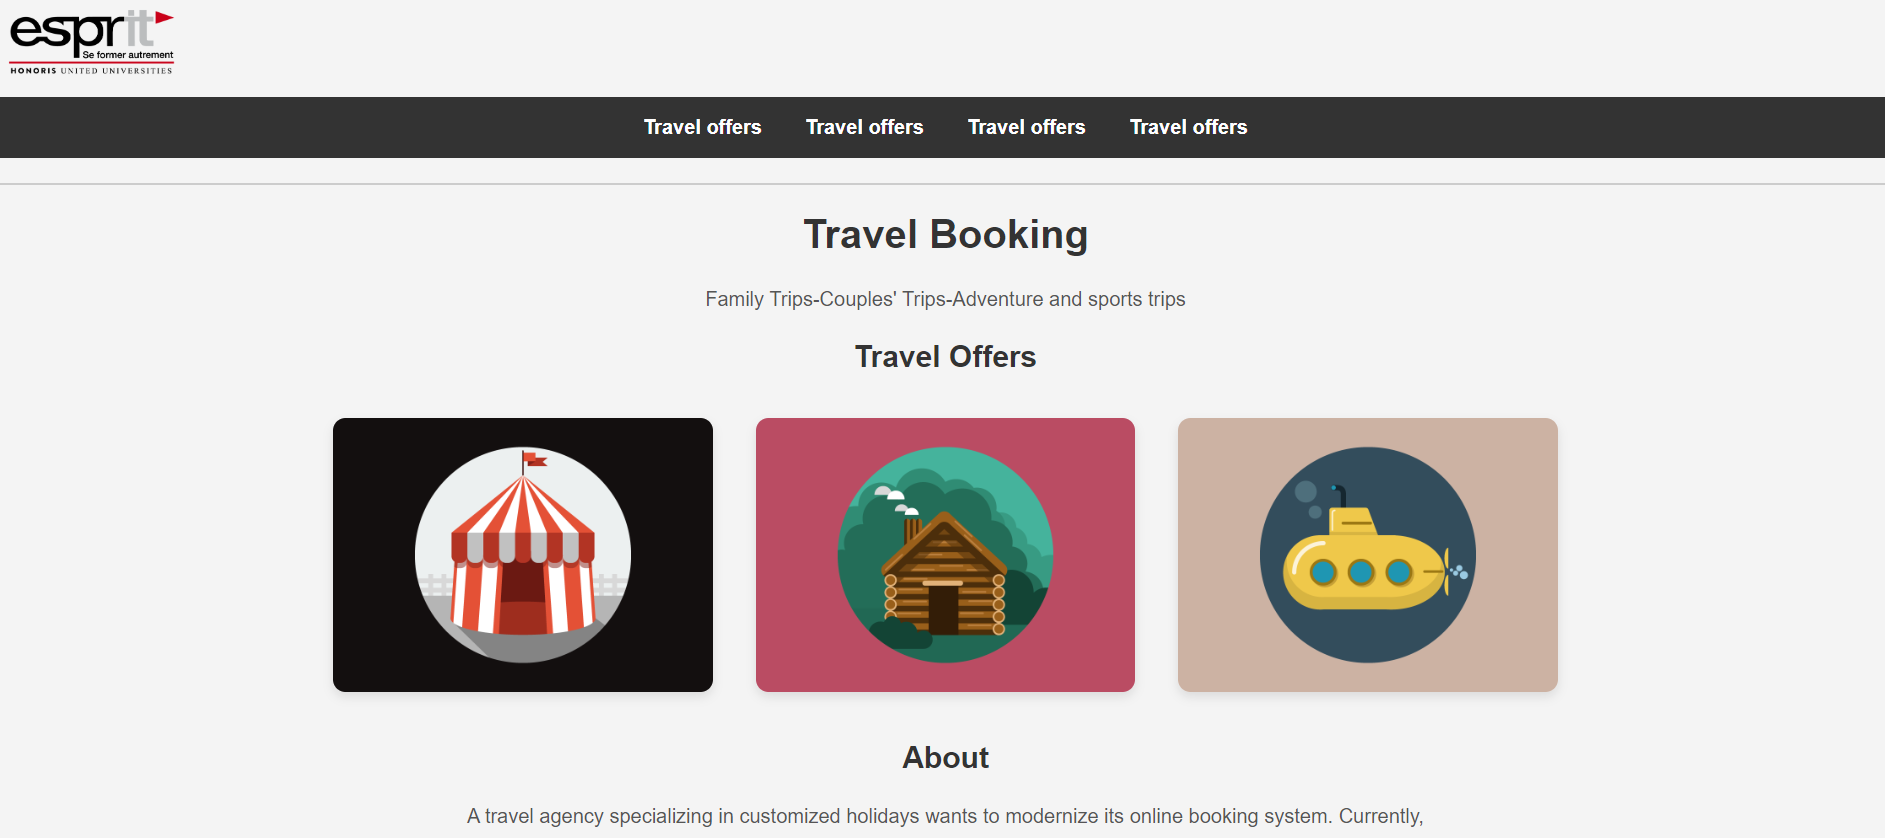 esprit
Se former autrement
HONORIS UNITED UNIVERSITIES
Travel offers Travel offers Travel offers Travel offers
Travel Booking
Family Trips-Couples' Trips-Adventure and sports trips
Travel Offers
About
A travel agency specializing in customized holidays wants to modernize its online booking system. Currently,